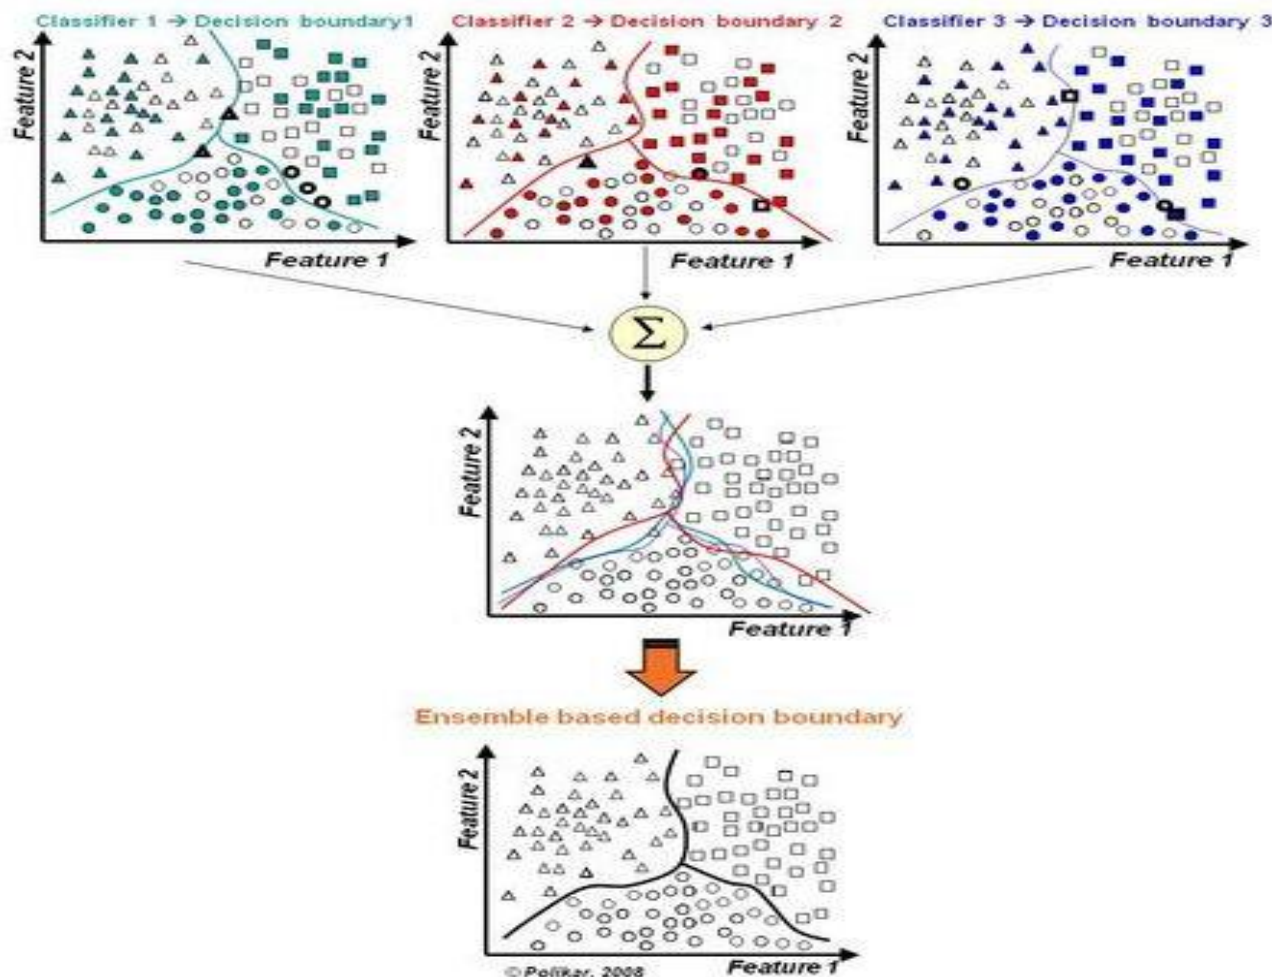 Classifier 1 → Decision boundary1
Classifier 2 → Decision boundary 2
Classifier 3 → Decision boundary 3
Feature 2
Feature 1
Feature 2
Feature 1
Feature 2
Feature 1
Σ
Feature 2
Feature 1
Ensemble based decision boundary
Feature 2
Feature 1
© Polikar, 2008